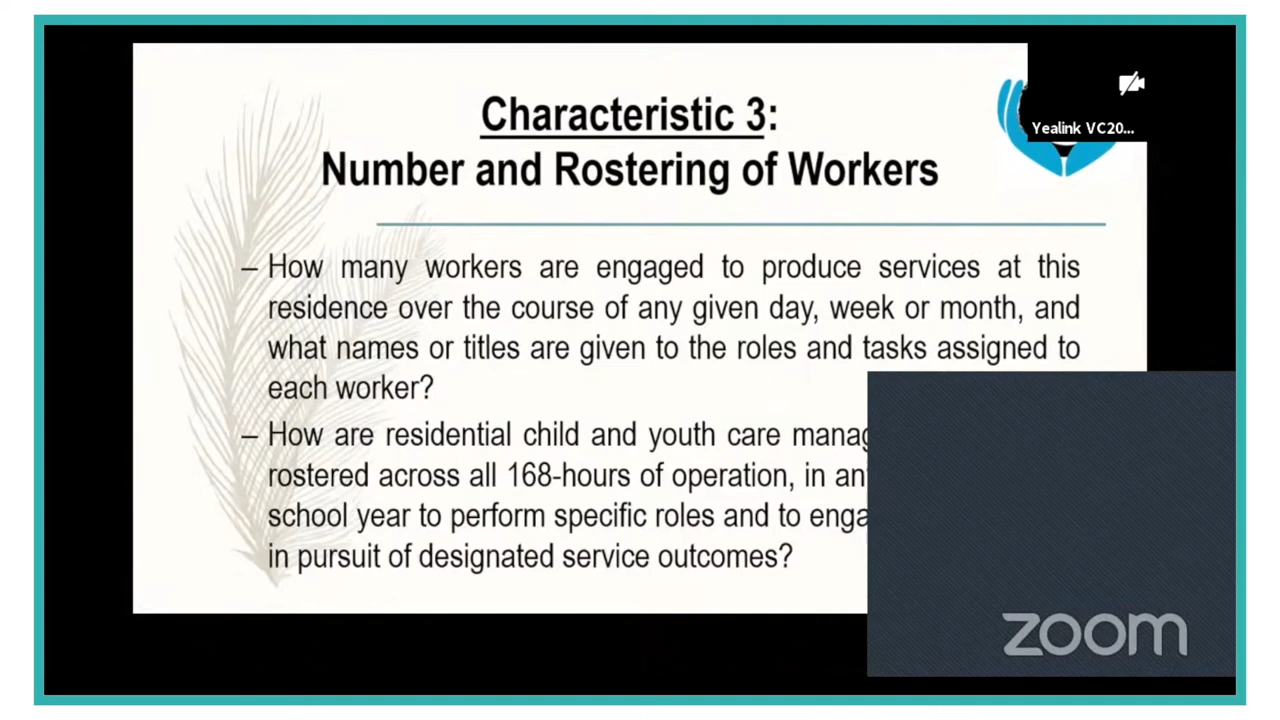 Characteristic 3:
Number and Rostering of Workers
Yealink VC20...
– How many workers are engaged to produce services at this
residence over the course of any given day, week or month, and
what names or titles are given to the roles and tasks assigned to
each worker?
– How are residential child and youth care
rostered across all 168-hours of operation, in
school year to perform specific roles and to
in pursuit of designated service outcomes?
zoom